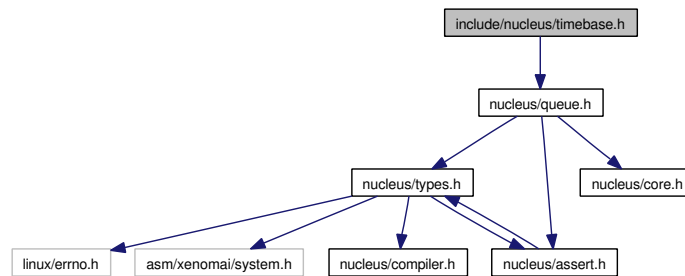 include/nucleus/timebase.h
nucleus/queue.h
nucleus/types.h
nucleus/core.h
linux/errno.h
asm/xenomai/system.h
nucleus/compiler.h
nucleus/assert.h